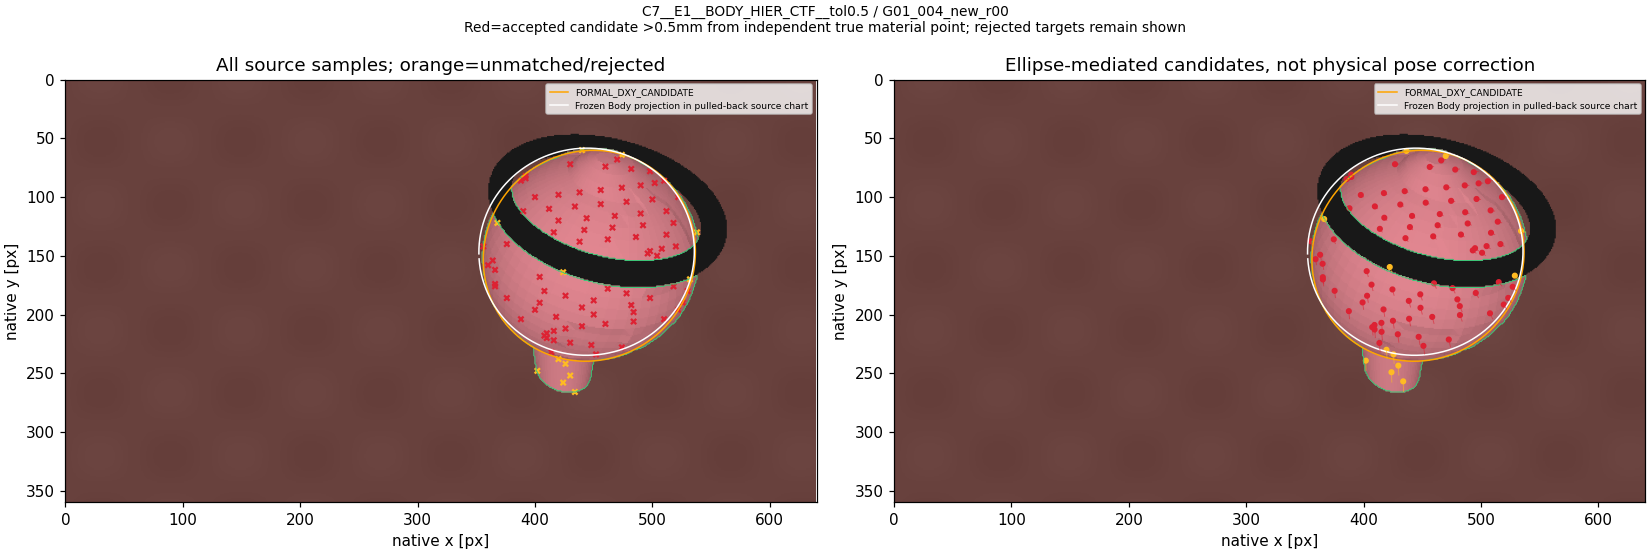 C7__E1__BODY_HIER_CTF__tol0.5 / G01_004_new_r00
Red=accepted candidate >0.5mm from independent true material point; rejected targets remain shown
All source samples; orange=unmatched/rejected
FORMAL_DXY_CANDIDATE
Frozen Body projection in pulled-back source chart
native y [px]
0
50
100
150
200
250
300
350
0
100
200
300
400
500
600
native x [px]
Ellipse-mediated candidates, not physical pose correction
FORMAL_DXY_CANDIDATE
Frozen Body projection in pulled-back source chart
native y [px]
0
50
100
150
200
250
300
350
0
100
200
300
400
500
600
native x [px]